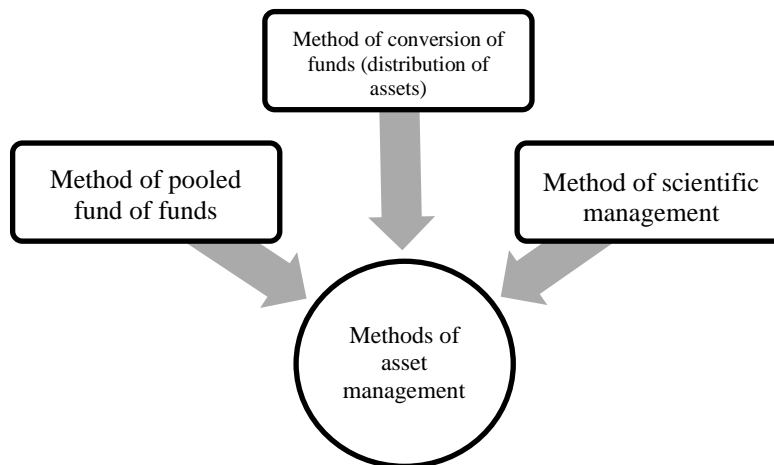 Method of conversion of
funds (distribution of
assets)
Method of pooled
fund of funds
Method of scientific
management
Methods of
asset
management